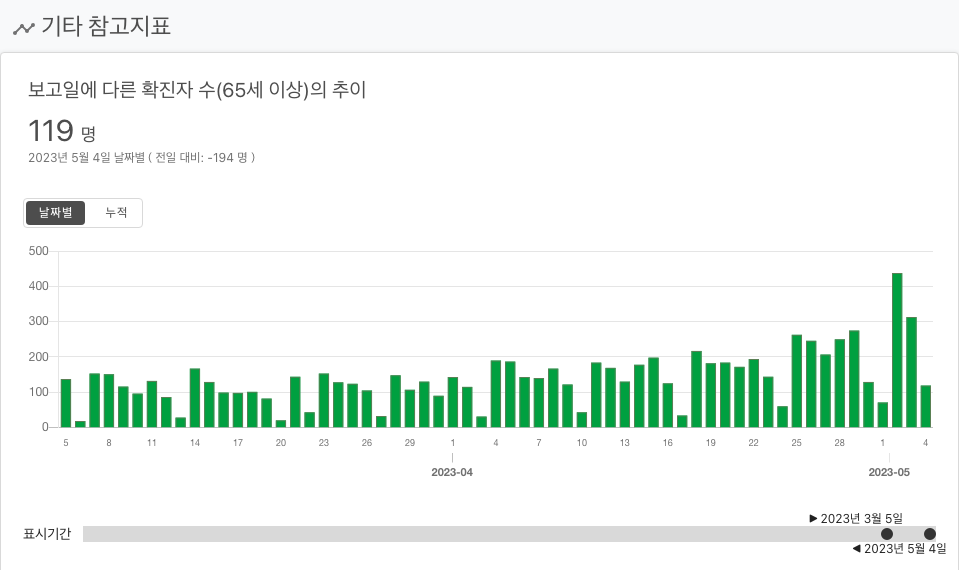 기타 참고지표
보고일에 다른 확진자 수(65세 이상)의 추이
119 명
2023년 5월 4일 날짜별 ( 전일 대비: -194 명 )
날짜별 누적
500
400
300
200
100
0
5 8 11 14 17 20 23 26 29 1 4 7 10 13 16 19 22 25 28 1 4
2023-04 2023-05
▶ 2023년 3월 5일
표시기간
◀ 2023년 5월 4일